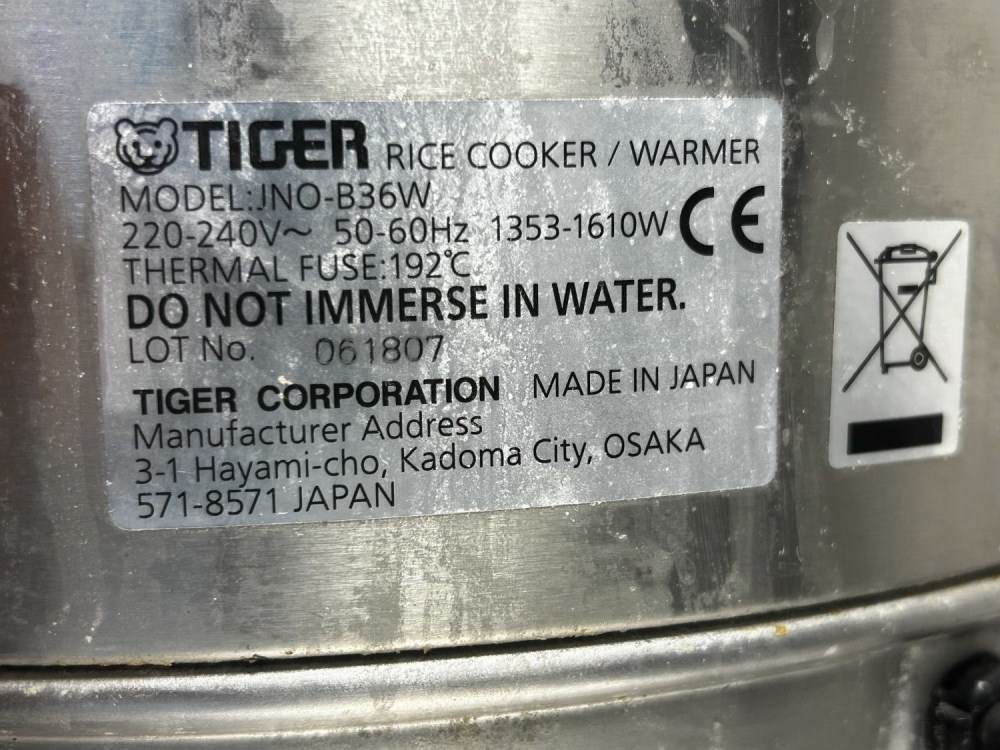 TIGER RICE COOKER / WARMER
MODEL:JNO-B36W
220-240V～ 50-60Hz 1353-1610W CE
THERMAL FUSE:192℃
DO NOT IMMERSE IN WATER.
LOT No. 061807
TIGER CORPORATION MADE IN JAPAN
Manufacturer Address
3-1 Hayami-cho, Kadoma City, OSAKA
571-8571 JAPAN